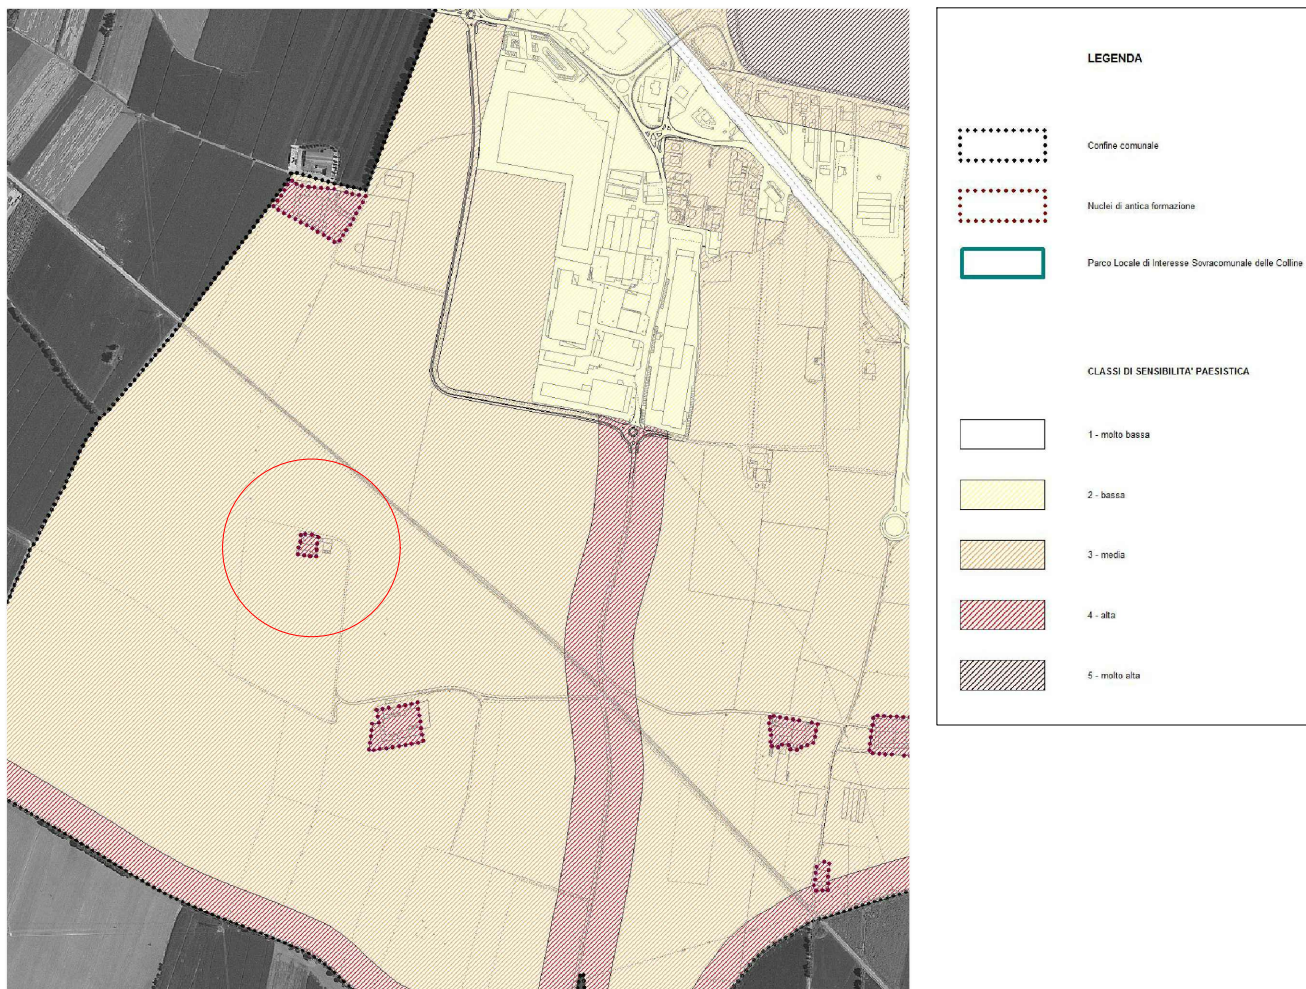 LEGENDA
Confine comunale
Nuclei di antica formazione
Parco Locale di Interesse Sovracomunale delle Colline
CLASSI DI SENSIBILITA' PAESISTICA
1 - molto bassa
2 - bassa
3 - media
4 - alta
5 - molto alta